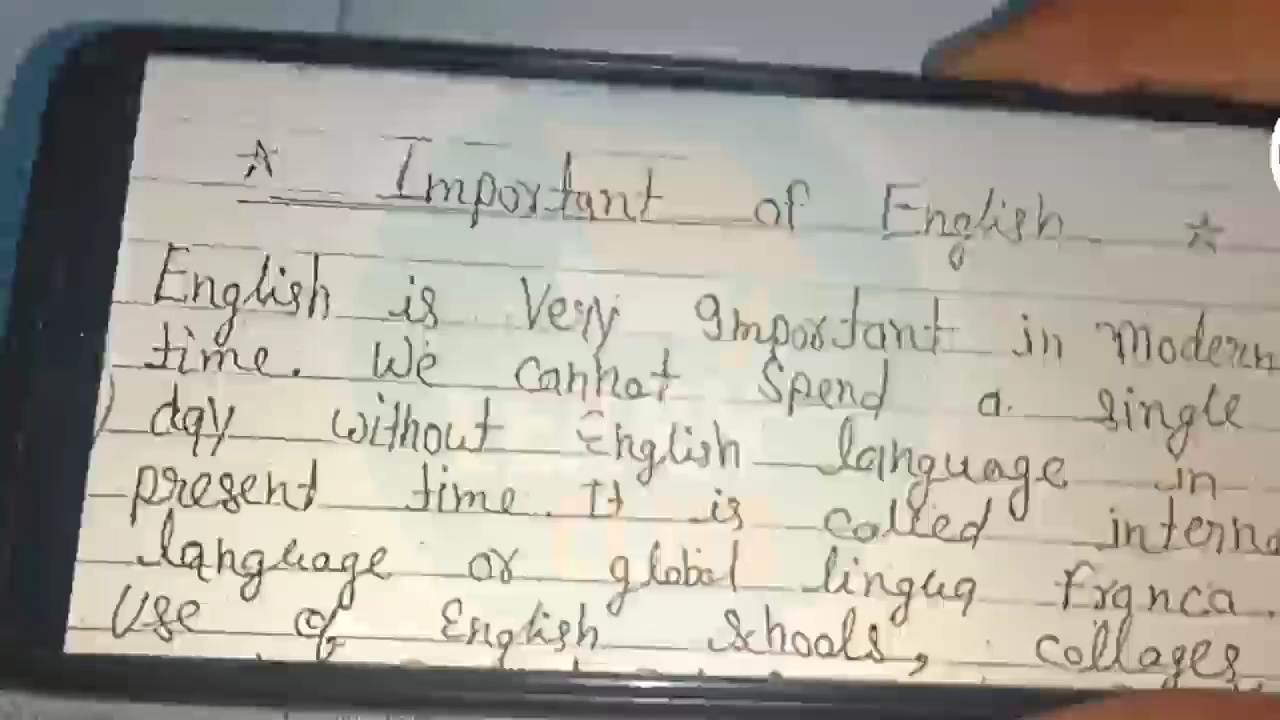 ☆ Important of English ☆
English is Very Important in Modern
time. We cannot Spend a single
day without English language in
present time. It is called interna
language or global lingua franca.
Use of English schools, collages